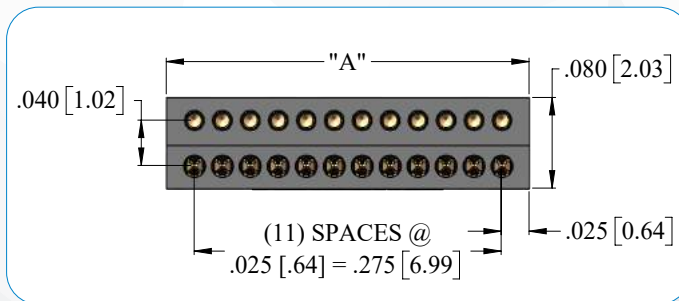 "A"
.080 [2.03]
.040 [1.02]
(11) SPACES @
.025 [.64] = .275 [6.99]
.025 [0.64]